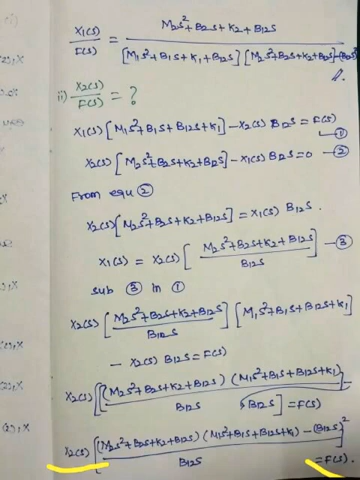 X1(s)/F(s) = M2s²+B2s+K2+B12s / [M1s²+B1s+K1+B12s] [M2s²+B2s+K2+B2s]-(B12s)²
ii) X2(s)/F(s) = ?
X1(s) [M1s²+B1s+B12s+K1] - X2(s) B12s = F(s) ①
X2(s) [M2s²+B2s+K2+B2s] - X1(s) B12s = 0 ②
From equ ②
X2(s) [M2s²+B2s+K2+B12s] = X1(s) B12s.
X1(s) = X2(s) [M2s²+B2s+K2+B12s / B12s] — ③
sub ③ in ①
X2(s) [M2s²+B2s+K2+B12s / B12s] [M1s²+B1s+B12s+K1]
- X2(s) B12s = F(s)
X2(s) [(M2s²+B2s+K2+B12s) (M1s²+B1s+B12s+K1) / B12s - B12s] = F(s)
X2(s) [(M2s²+B2s+K2+B12s) (M1s²+B1s+B12s+K1) - (B12s)² / B12s] = F(s).